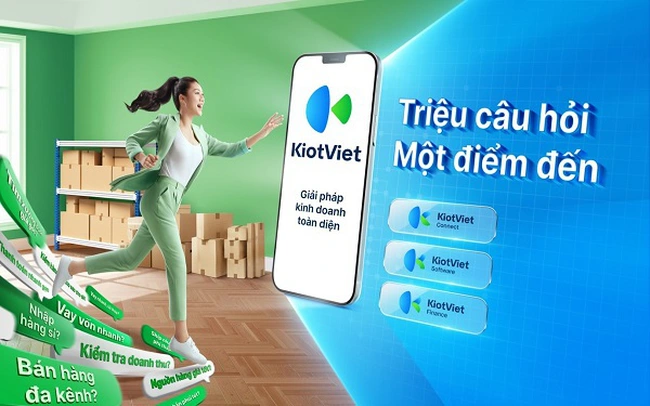 KiotViet
Giải pháp
kinh doanh
toàn diện
Triệu câu hỏi
Một điểm đến
KiotViet
Connect
KiotViet
Software
KiotViet
Finance
Vay vốn nhanh?
Nhập
hàng sỉ?
Kiểm tra doanh thu?
Bán hàng
đa kênh?